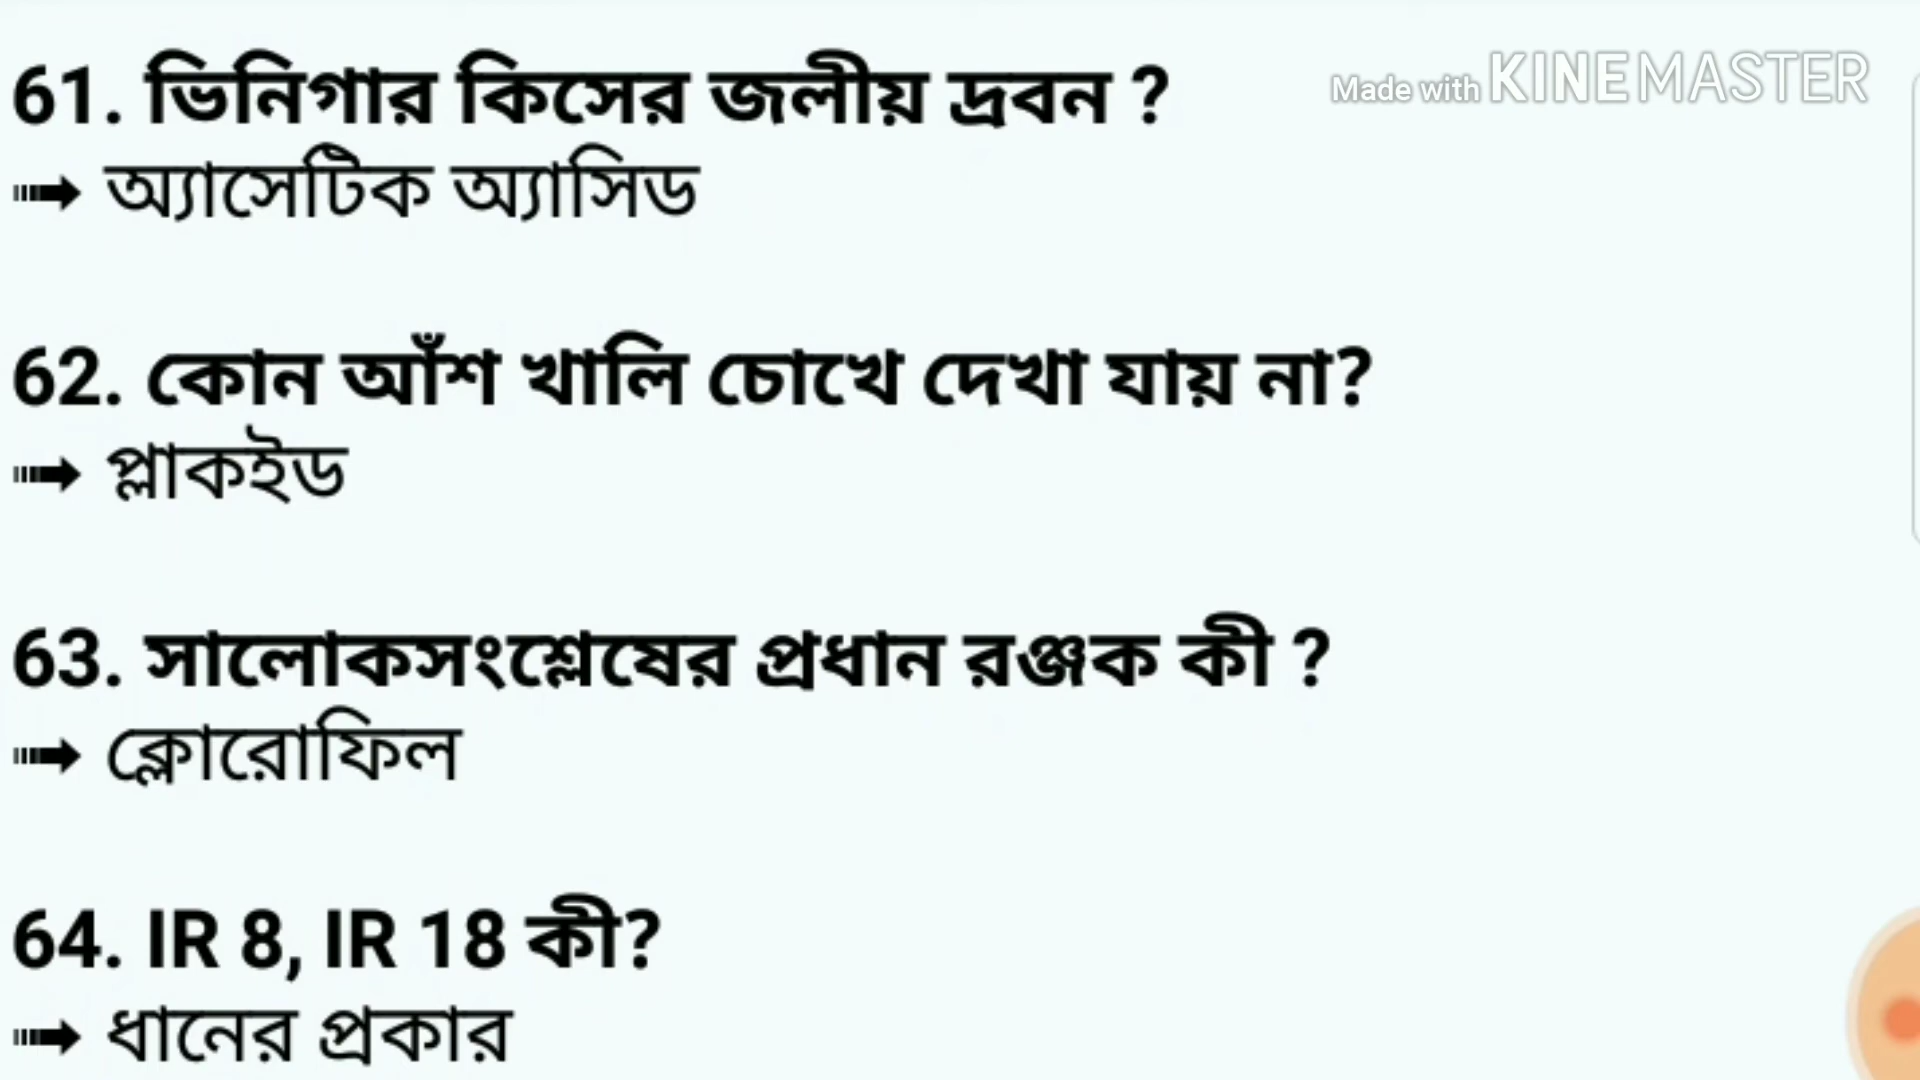 61. ভিনিগার কিসের জলীয় দ্রবন ?
Made with KINEMASTER
➟ অ্যাসেটিক অ্যাসিড
62. কোন আঁশ খালি চোখে দেখা যায় না?
➟ প্লাকইড
63. সালোকসংশ্লেষের প্রধান রঞ্জক কী ?
➟ ক্লোরোফিল
64. IR 8, IR 18 কী?
➟ ধানের প্রকার